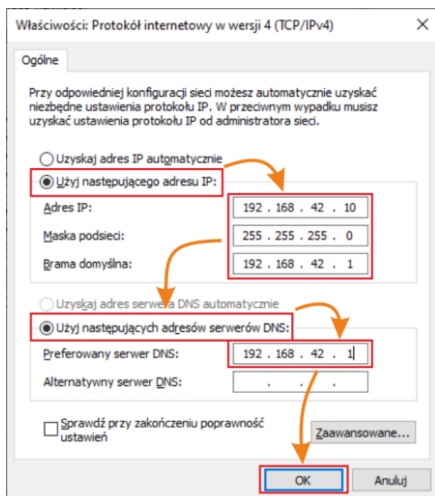 Właściwości: Protokół internetowy w wersji 4 (TCP/IPv4)
Ogólne
Przy odpowiedniej konfiguracji sieci możesz automatycznie uzyskać
niezbędne ustawienia protokołu IP. W przeciwnym wypadku musisz
uzyskać ustawienia protokołu IP od administratora sieci.
Uzyskaj adres IP automatycznie
Użyj następującego adresu IP:
Adres IP: 192 . 168 . 42 . 10
Maska podsieci: 255 . 255 . 255 . 0
Brama domyślna: 192 . 168 . 42 . 1
Uzyskaj adres serwera DNS automatycznie
Użyj następujących adresów serwerów DNS:
Preferowany serwer DNS: 192 . 168 . 42 . 1
Alternatywny serwer DNS: . . .
Sprawdź przy zakończeniu poprawność
ustawień
Zaawansowane...
OK Anuluj